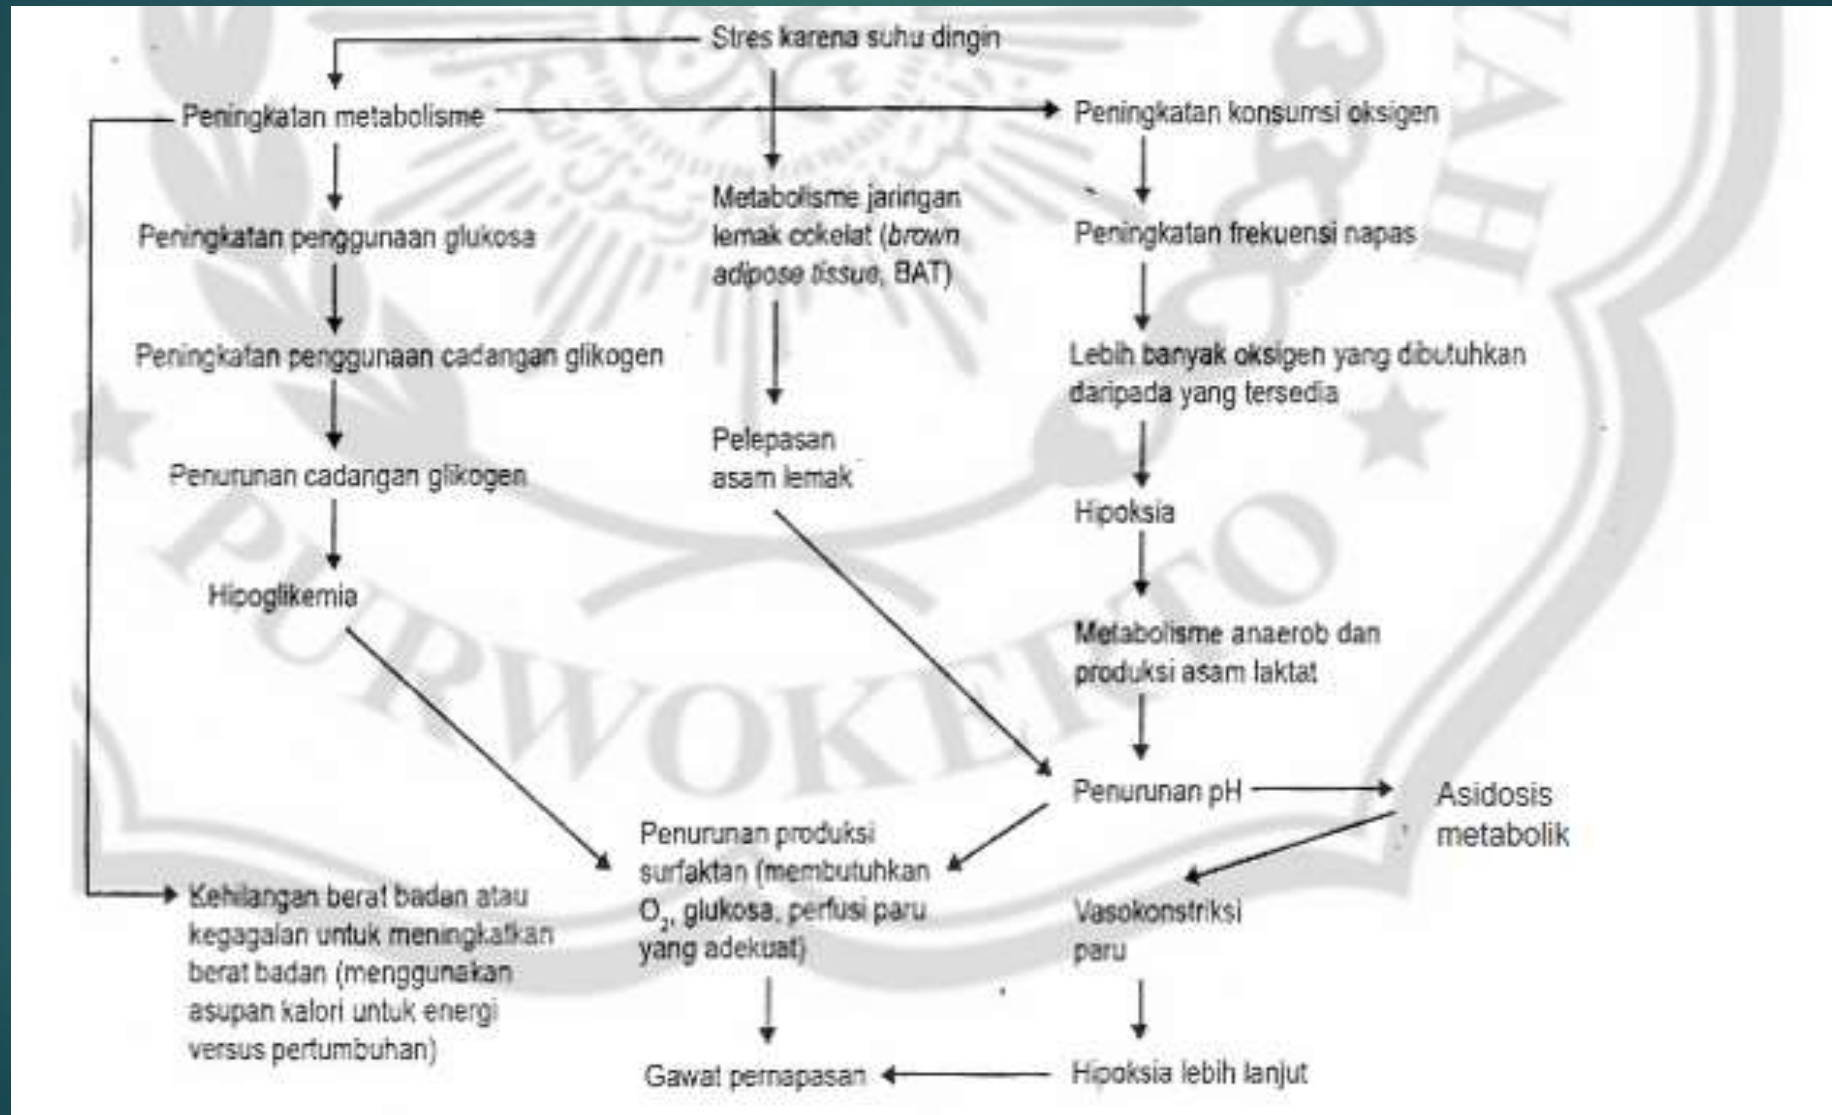 Stres karena suhu dingin
Peningkatan metabolisme
Peningkatan konsumsi oksigen
Metabolisme jaringan
lemak cokelat (brown
adipose tissue, BAT)
Peningkatan penggunaan glukosa
Peningkatan frekuensi napas
Peningkatan penggunaan cadangan glikogen
Lebih banyak oksigen yang dibutuhkan
daripada yang tersedia
Pelepasan
asam lemak
Penurunan cadangan glikogen
Hipoksia
Hipoglikemia
Metabolisme anaerob dan
produksi asam laktat
Penurunan pH
Asidosis
metabolik
Penurunan produksi
surfaktan (membutuhkan
O₂, glukosa, perfusi paru
yang adekuat)
Kehilangan berat badan atau
kegagalan untuk meningkatkan
berat badan (menggunakan
asupan kalori untuk energi
versus pertumbuhan)
Vasokonstriksi
paru
Gawat pernapasan
Hipoksia lebih lanjut
PURWOKERTO